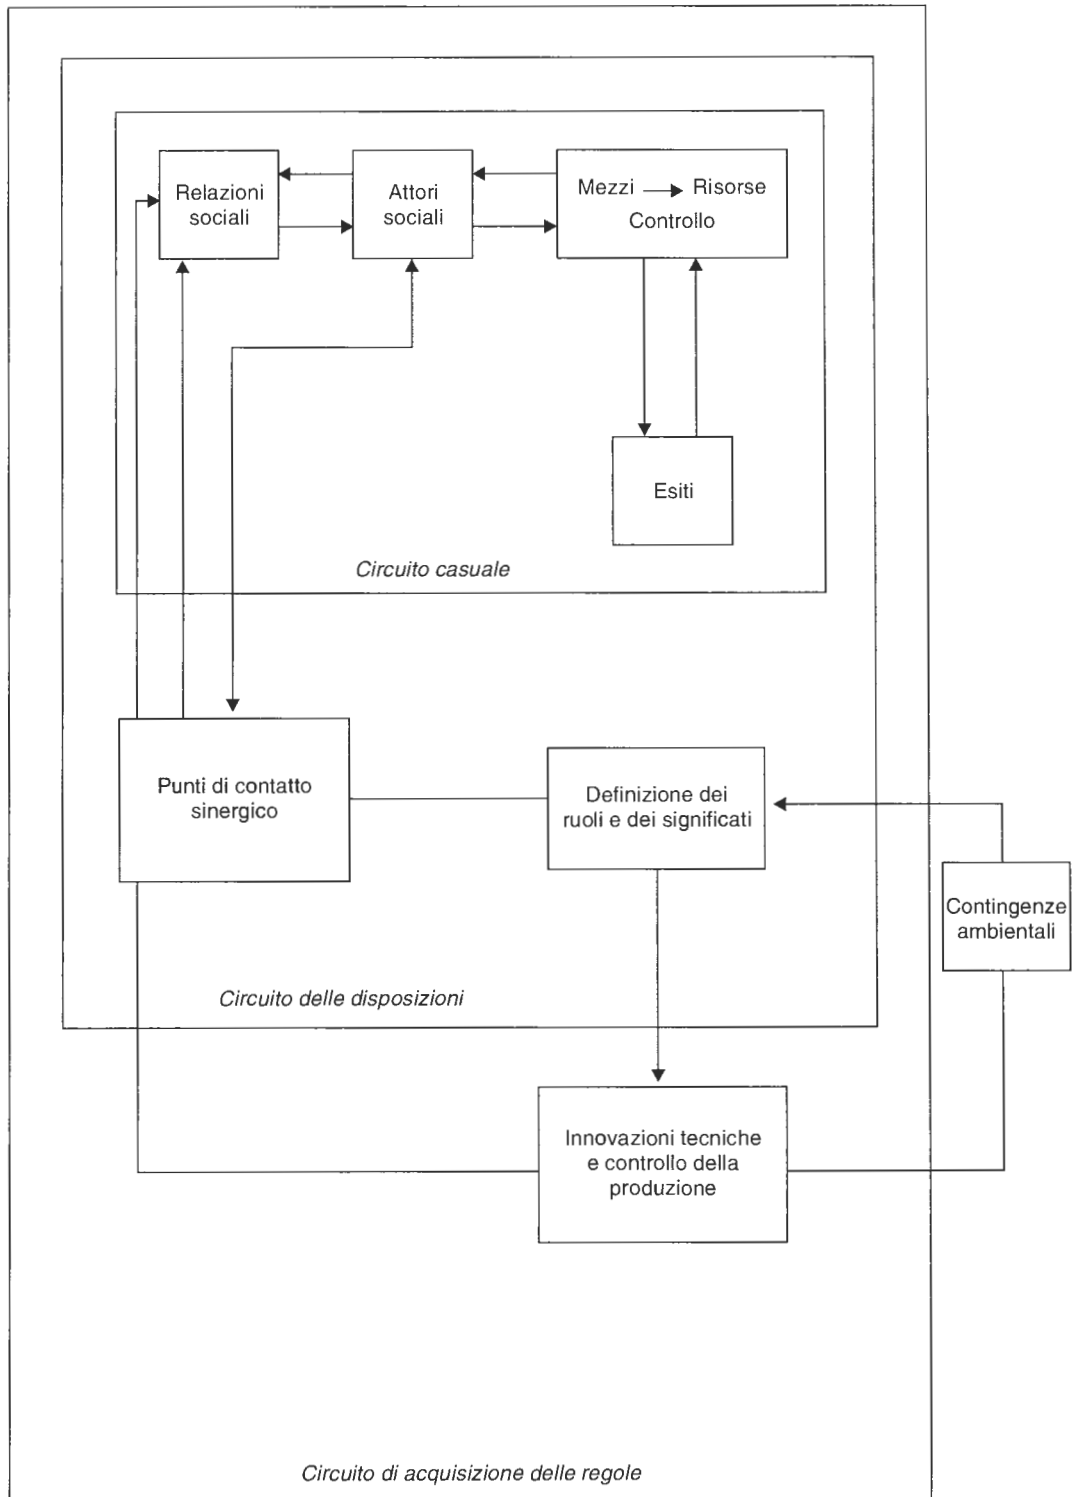 Relazioni
sociali
Attori
sociali
Mezzi → Risorse
Controllo
Esiti
Circuito casuale
Punti di contatto
sinergico
Definizione dei
ruoli e dei significati
Contingenze
ambientali
Circuito delle disposizioni
Innovazioni tecniche
e controllo della
produzione
Circuito di acquisizione delle regole